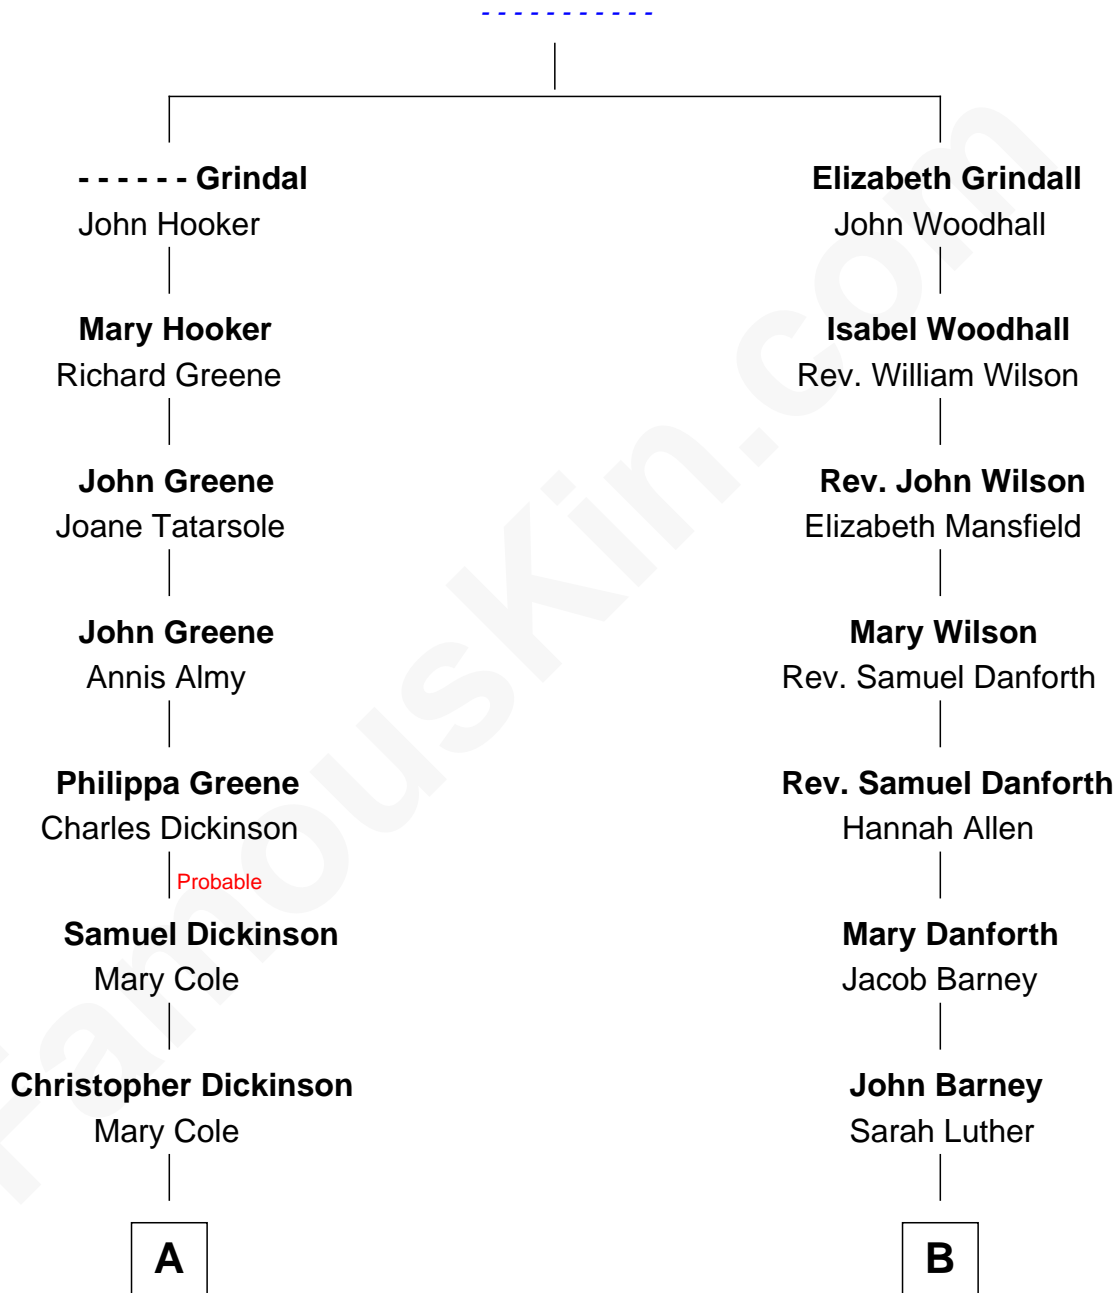 - - - - - - - - - - -
- - - - - - Grindal
John Hooker
Mary Hooker
Richard Greene
John Greene
Joane Tatarsole
John Greene
Annis Almy
Philippa Greene
Charles Dickinson
Probable
Samuel Dickinson
Mary Cole
Christopher Dickinson
Mary Cole
A
Elizabeth Grindall
John Woodhall
Isabel Woodhall
Rev. William Wilson
Rev. John Wilson
Elizabeth Mansfield
Mary Wilson
Rev. Samuel Danforth
Rev. Samuel Danforth
Hannah Allen
Mary Danforth
Jacob Barney
John Barney
Sarah Luther
B
FamousKin.com